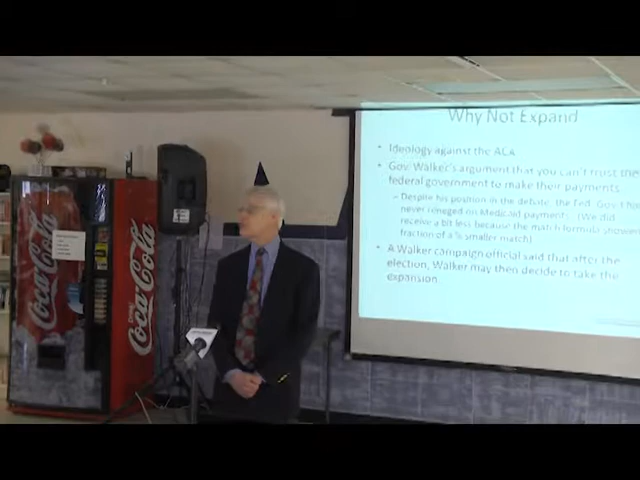 Why Not Expand
• Ideology against the ACA
• Gov. Walker's argument that you can't trust the
federal government to make their payments
– Despite his position in the debate, the Fed. Gov't has
never reneged on Medicaid payments. (We did
receive a bit less because the match formula showed
fraction of a % smaller match)
• A Walker campaign official said that after the
election, Walker may then decide to take the
expansion.
Coca-Cola
Coca-Cola